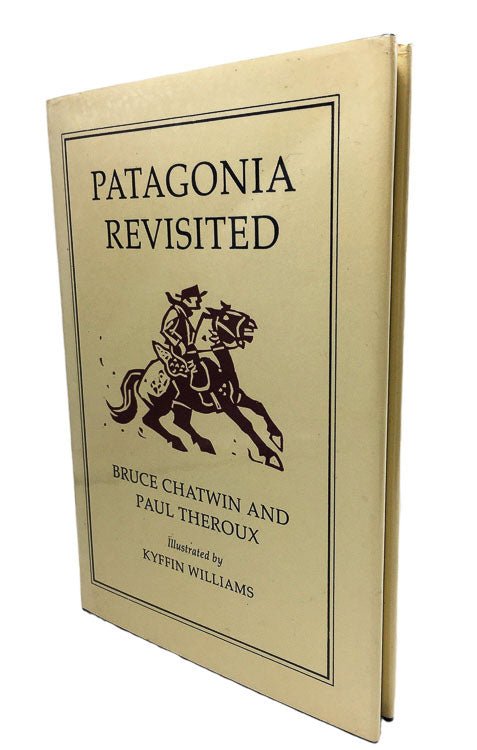 PATAGONIA
REVISITED
BRUCE CHATWIN AND
PAUL THEROUX
Illustrated by
KYFFIN WILLIAMS